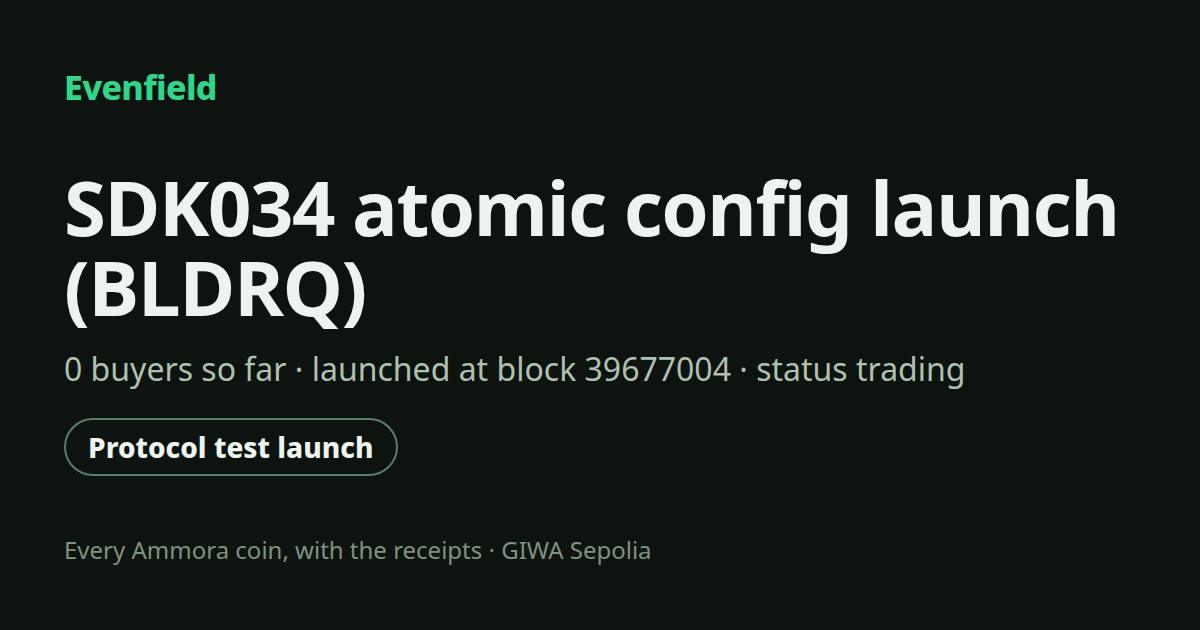 Evenfield
SDK034 atomic config launch
(BLDRQ)
0 buyers so far · launched at block 39677004 · status trading
Protocol test launch
Every Ammora coin, with the receipts · GIWA Sepolia